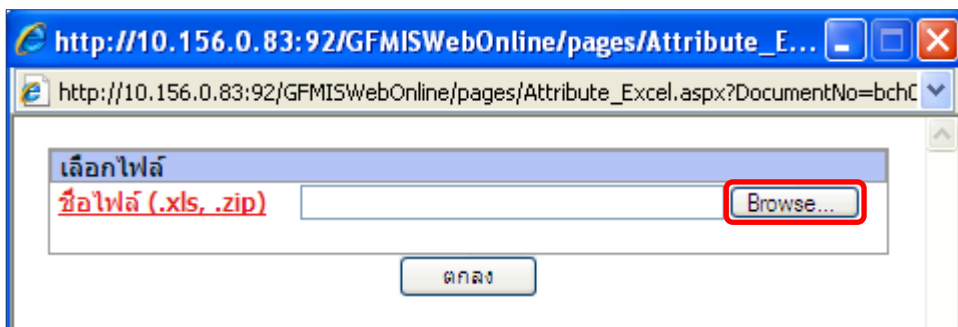 http://10.156.0.83:92/GFMISWebOnline/pages/Attribute_E...
http://10.156.0.83:92/GFMISWebOnline/pages/Attribute_Excel.aspx?DocumentNo=bch
เลือกไฟล์
ชื่อไฟล์ (.xls, .zip) Browse...
ตกลง